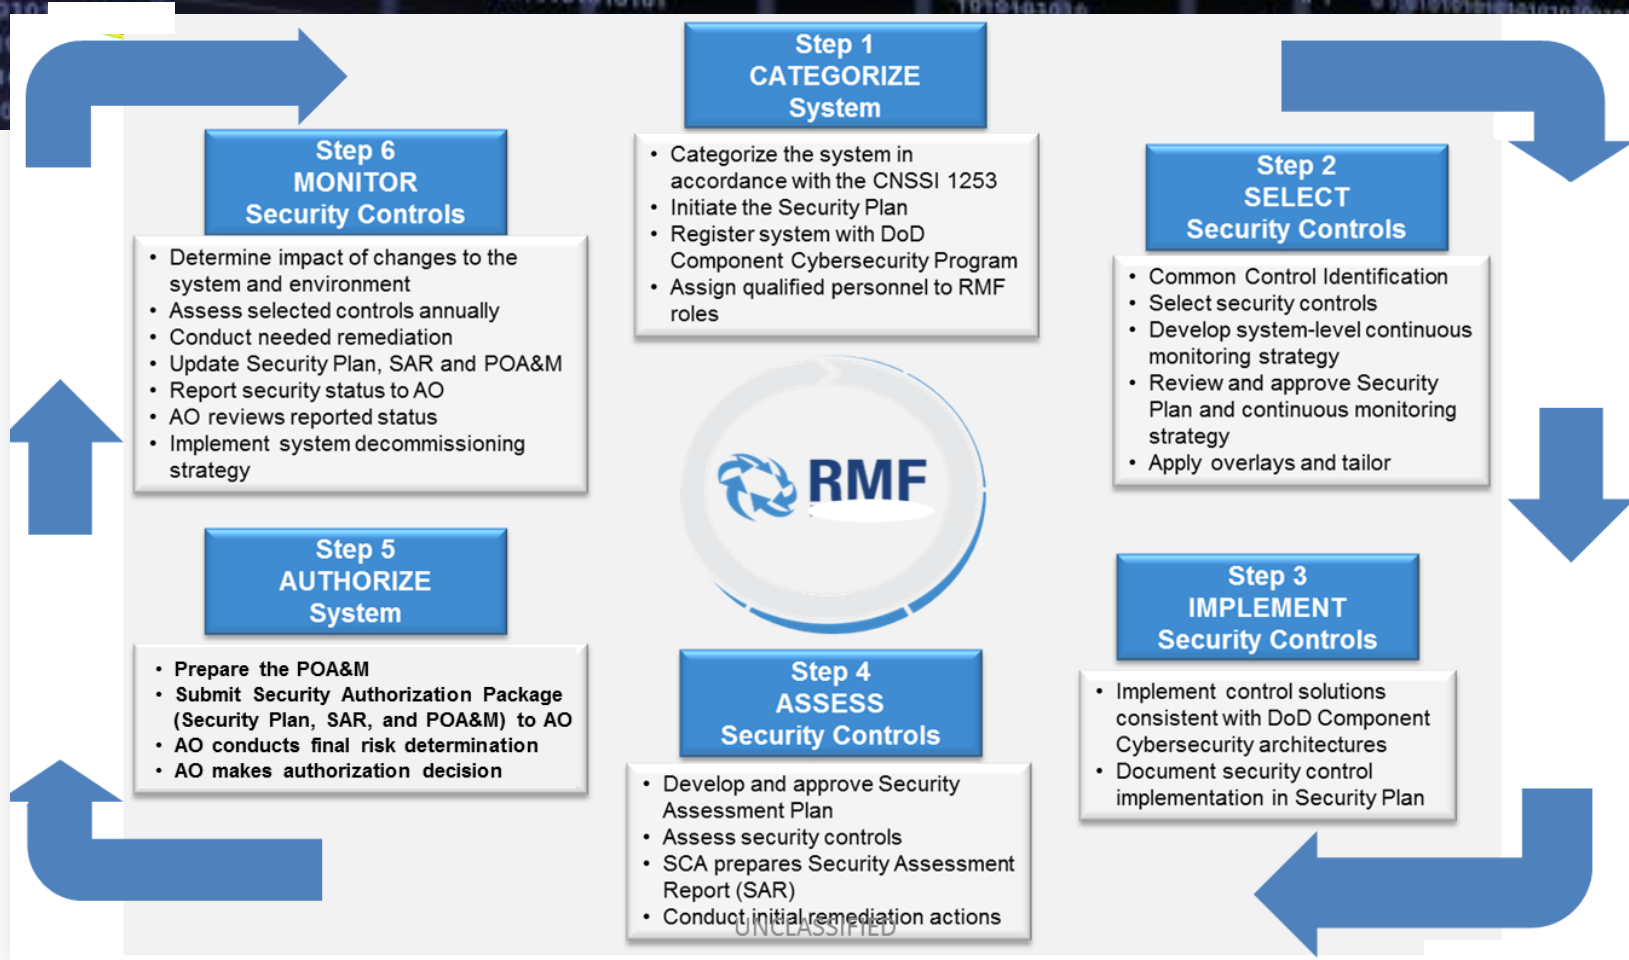 Step 1
CATEGORIZE
System
• Categorize the system in
accordance with the CNSSI 1253
• Initiate the Security Plan
• Register system with DoD
Component Cybersecurity Program
• Assign qualified personnel to RMF
roles
Step 2
SELECT
Security Controls
• Common Control Identification
• Select security controls
• Develop system-level continuous
monitoring strategy
• Review and approve Security
Plan and continuous monitoring
strategy
• Apply overlays and tailor
Step 3
IMPLEMENT
Security Controls
• Implement control solutions
consistent with DoD Component
Cybersecurity architectures
• Document security control
implementation in Security Plan
Step 4
ASSESS
Security Controls
• Develop and approve Security
Assessment Plan
• Assess security controls
• SCA prepares Security Assessment
Report (SAR)
• Conduct initial remediation actions
Step 5
AUTHORIZE
System
• Prepare the POA&M
• Submit Security Authorization Package
(Security Plan, SAR, and POA&M) to AO
• AO conducts final risk determination
• AO makes authorization decision
Step 6
MONITOR
Security Controls
• Determine impact of changes to the
system and environment
• Assess selected controls annually
• Conduct needed remediation
• Update Security Plan, SAR and POA&M
• Report security status to AO
• AO reviews reported status
• Implement system decommissioning
strategy
RMF
UNCLASSIFIED